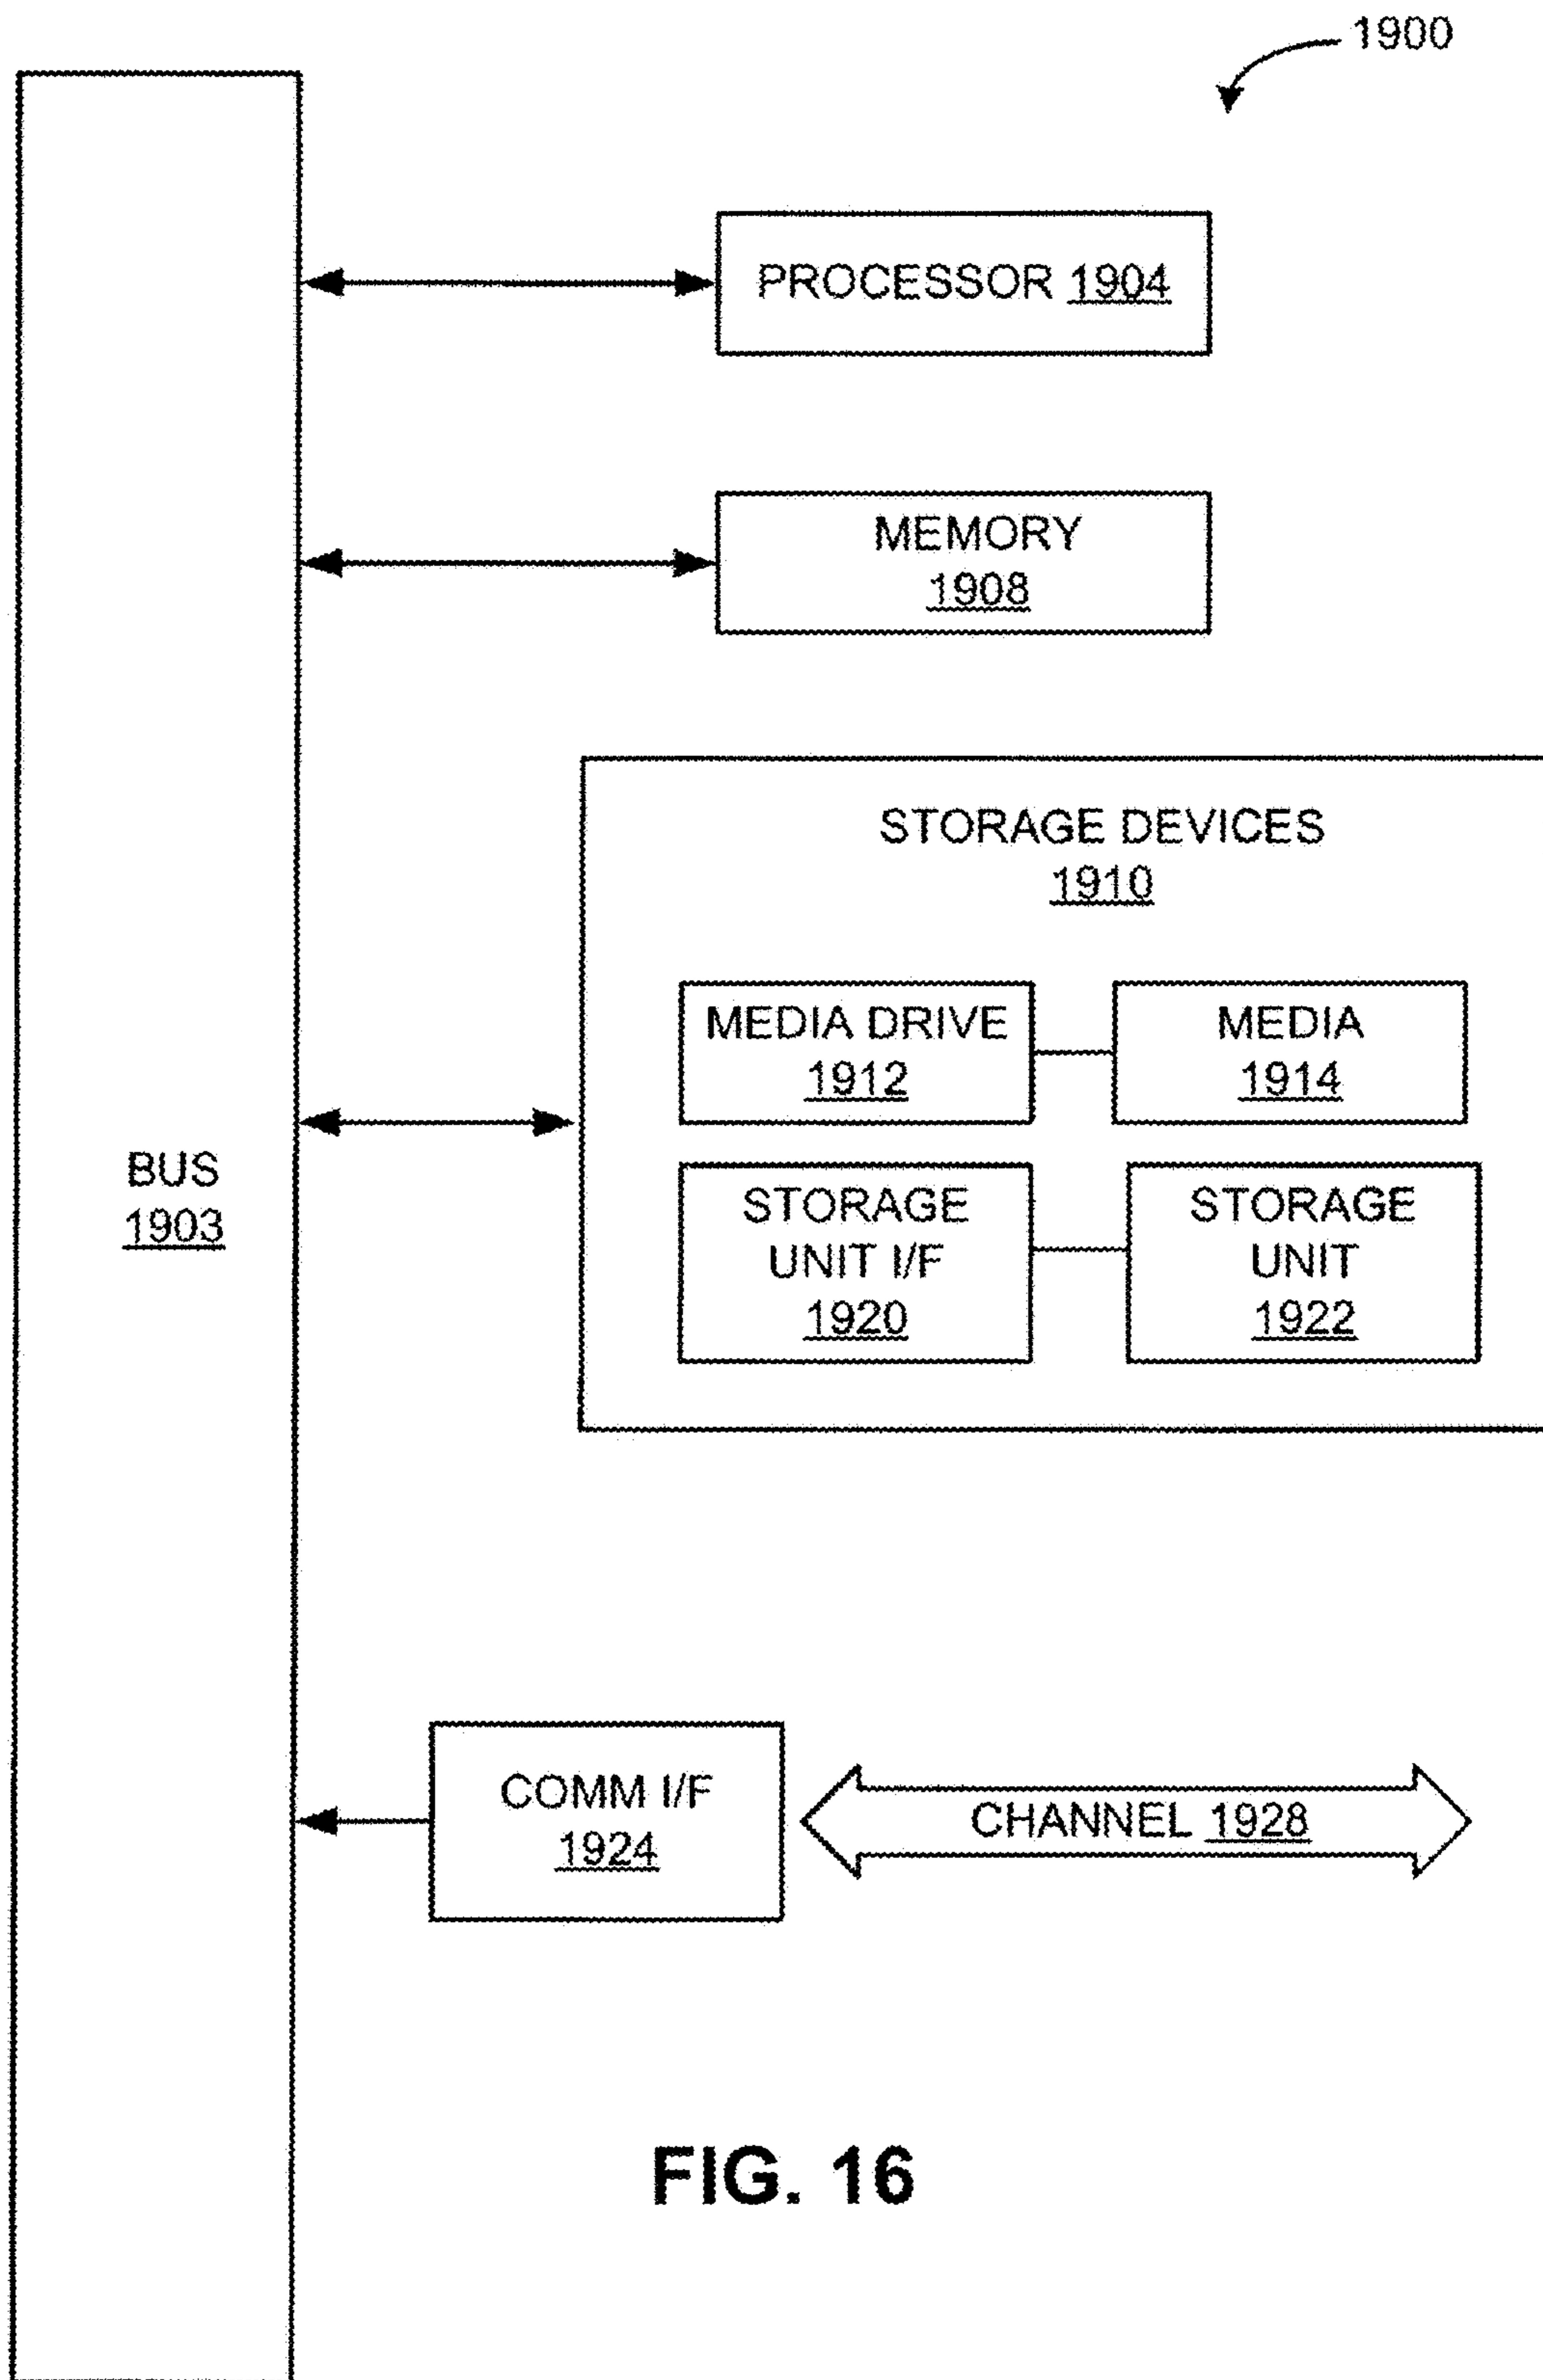 1900
PROCESSOR 1904
MEMORY
1908
STORAGE DEVICES
1910
MEDIA DRIVE
1912
MEDIA
1914
BUS
1903
STORAGE
UNIT I/F
1920
STORAGE
UNIT
1922
COMM I/F
1924
CHANNEL 1928
FIG. 16